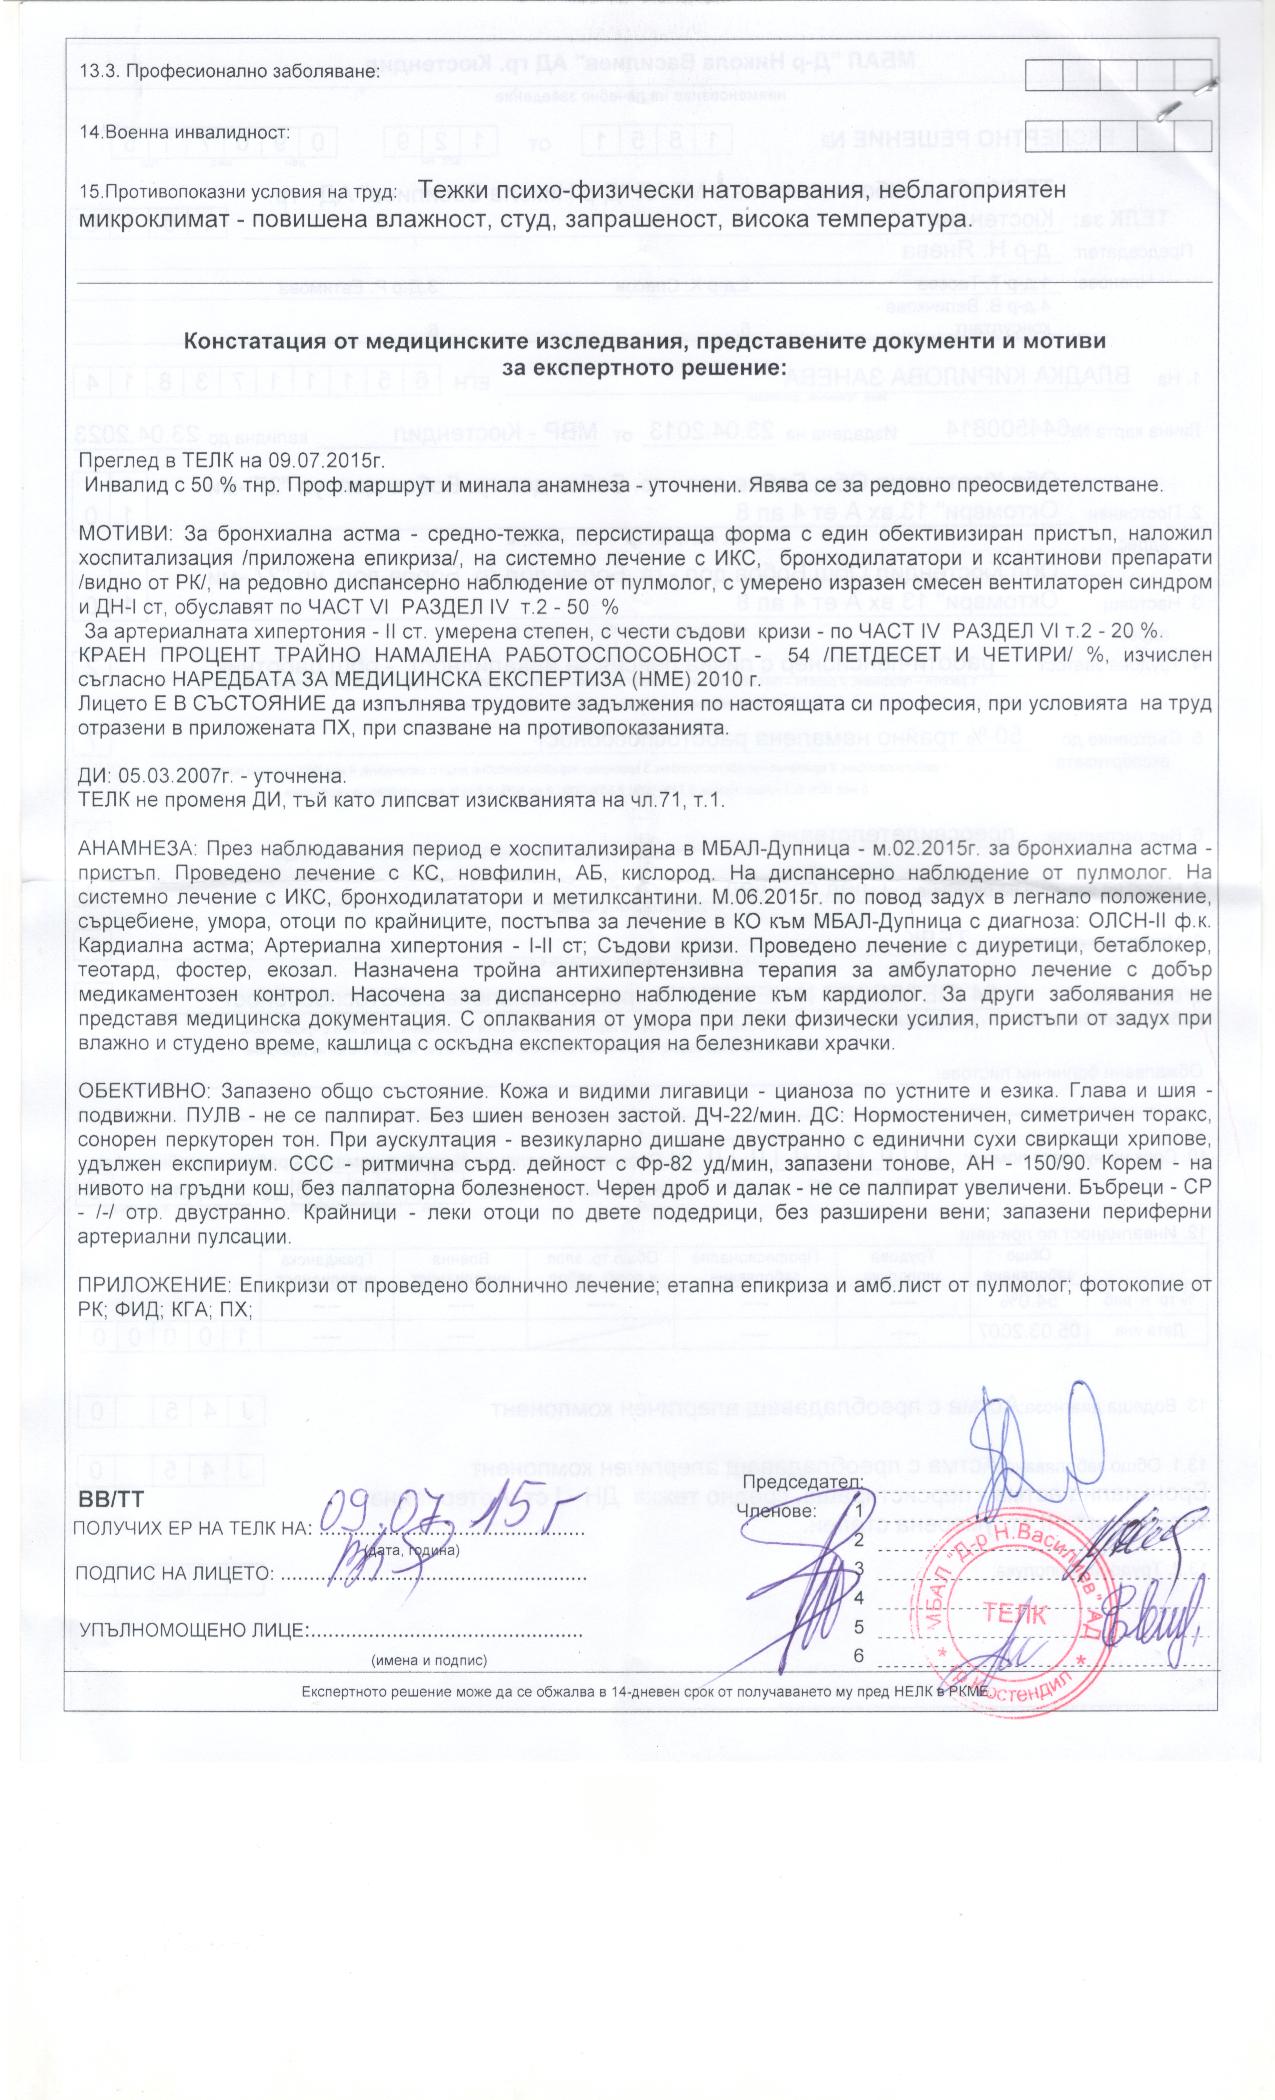 13.3. Професионално заболяване:
14.Военна инвалидност:
15.Противопоказни условия на труд: Тежки психо-физически натоварвания, неблагоприятен
микроклимат - повишена влажност, студ, запрашеност, висока температура.
Констатация от медицинските изследвания, представените документи и мотиви
за експертното решение:
Преглед в ТЕЛК на 09.07.2015г.
Инвалид с 50 % тнр. Проф.маршрут и минала анамнеза - уточнени. Явява се за редовно преосвидетелстване.
МОТИВИ: За бронхиална астма - средно-тежка, персистираща форма с един обективизиран пристъп, наложил
хоспитализация /приложена епикриза/, на системно лечение с ИКС, бронходилататори и ксантинови препарати
/видно от РК/, на редовно диспансерно наблюдение от пулмолог, с умерено изразен смесен вентилаторен синдром
и ДН-I ст, обуславят по ЧАСТ VI РАЗДЕЛ IV т.2 - 50 %
За артериалната хипертония - II ст. умерена степен, с чести съдови кризи - по ЧАСТ IV РАЗДЕЛ VI т.2 - 20 %.
КРАЕН ПРОЦЕНТ ТРАЙНО НАМАЛЕНА РАБОТОСПОСОБНОСТ - 54 /ПЕТДЕСЕТ И ЧЕТИРИ/ %, изчислен
съгласно НАРЕДБАТА ЗА МЕДИЦИНСКА ЕКСПЕРТИЗА (НМЕ) 2010 г.
Лицето Е В СЪСТОЯНИЕ да изпълнява трудовите задължения по настоящата си професия, при условията на труд
отразени в приложената ПХ, при спазване на противопоказанията.
ДИ: 05.03.2007г. - уточнена.
ТЕЛК не променя ДИ, тъй като липсват изискванията на чл.71, т.1.
АНАМНЕЗА: През наблюдавания период е хоспитализирана в МБАЛ-Дупница - м.02.2015г. за бронхиална астма -
пристъп. Проведено лечение с КС, новфилин, АБ, кислород. На диспансерно наблюдение от пулмолог. На
системно лечение с ИКС, бронходилататори и метилксантини. М.06.2015г. по повод задух в легнало положение,
сърцебиене, умора, отоци по крайниците, постъпва за лечение в КО към МБАЛ-Дупница с диагноза: ОЛСН-II ф.к.
Кардиална астма; Артериална хипертония - I-II ст; Съдови кризи. Проведено лечение с диуретици, бетаблокер,
теотард, фостер, екозал. Назначена тройна антихипертензивна терапия за амбулаторно лечение с добър
медикаментозен контрол. Насочена за диспансерно наблюдение към кардиолог. За други заболявания не
представя медицинска документация. С оплаквания от умора при леки физически усилия, пристъпи от задух при
влажно и студено време, кашлица с оскъдна експекторация на белезникави храчки.
ОБЕКТИВНО: Запазено общо състояние. Кожа и видими лигавици - цианоза по устните и езика. Глава и шия -
подвижни. ПУЛВ - не се палпират. Без шиен венозен застой. ДЧ-22/мин. ДС: Нормостеничен, симетричен торакс,
сонорен перкуторен тон. При аускултация - везикуларно дишане двустранно с единични сухи свиркащи хрипове,
удължен експириум. ССС - ритмична сърд. дейност с Фр-82 уд/мин, запазени тонове, АН - 150/90. Корем - на
нивото на гръдни кош, без палпаторна болезненост. Черен дроб и далак - не се палпират увеличени. Бъбреци - СР
- /-/ отр. двустранно. Крайници - леки отоци по двете подедрици, без разширени вени; запазени периферни
артериални пулсации.
ПРИЛОЖЕНИЕ: Епикризи от проведено болнично лечение; етапна епикриза и амб.лист от пулмолог; фотокопие от
РК; ФИД; КГА; ПХ;
Председател:
ВВ/ТТ
Членове: 1
ПОЛУЧИХ ЕР НА ТЕЛК НА: 09.07.15г
2
(дата, година)
ПОДПИС НА ЛИЦЕТО:
3
4
УПЪЛНОМОЩЕНО ЛИЦЕ:
5
(имена и подпис)
6
МБАЛ "Д-р Н.Василиев" АД
ТЕЛК
* гр Кюстендил *
Експертното решение може да се обжалва в 14-дневен срок от получаването му пред НЕЛК в РКМЕ